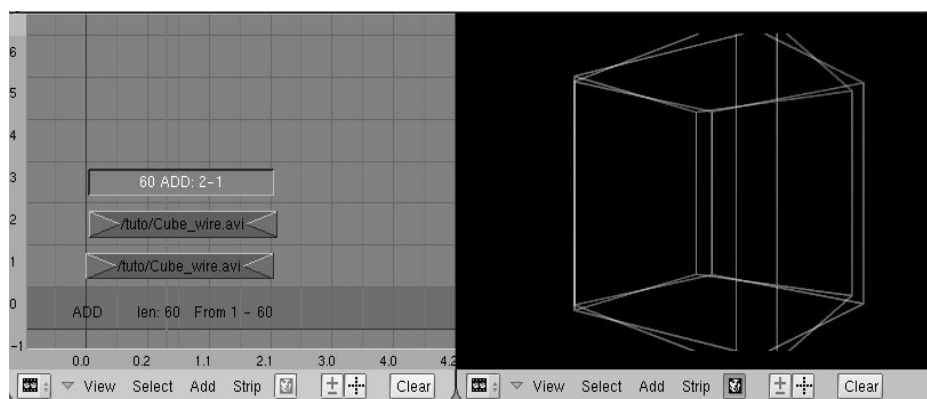 6
5
4
3
60 ADD: 2-1
2
/tuto/Cube_wire.avi
1
/tuto/Cube_wire.avi
0
ADD len: 60 From 1 - 60
-1
0.0 0.2 1.1 2.1 3.0 4.0 4.2
View Select Add Strip Clear
View Select Add Strip Clear